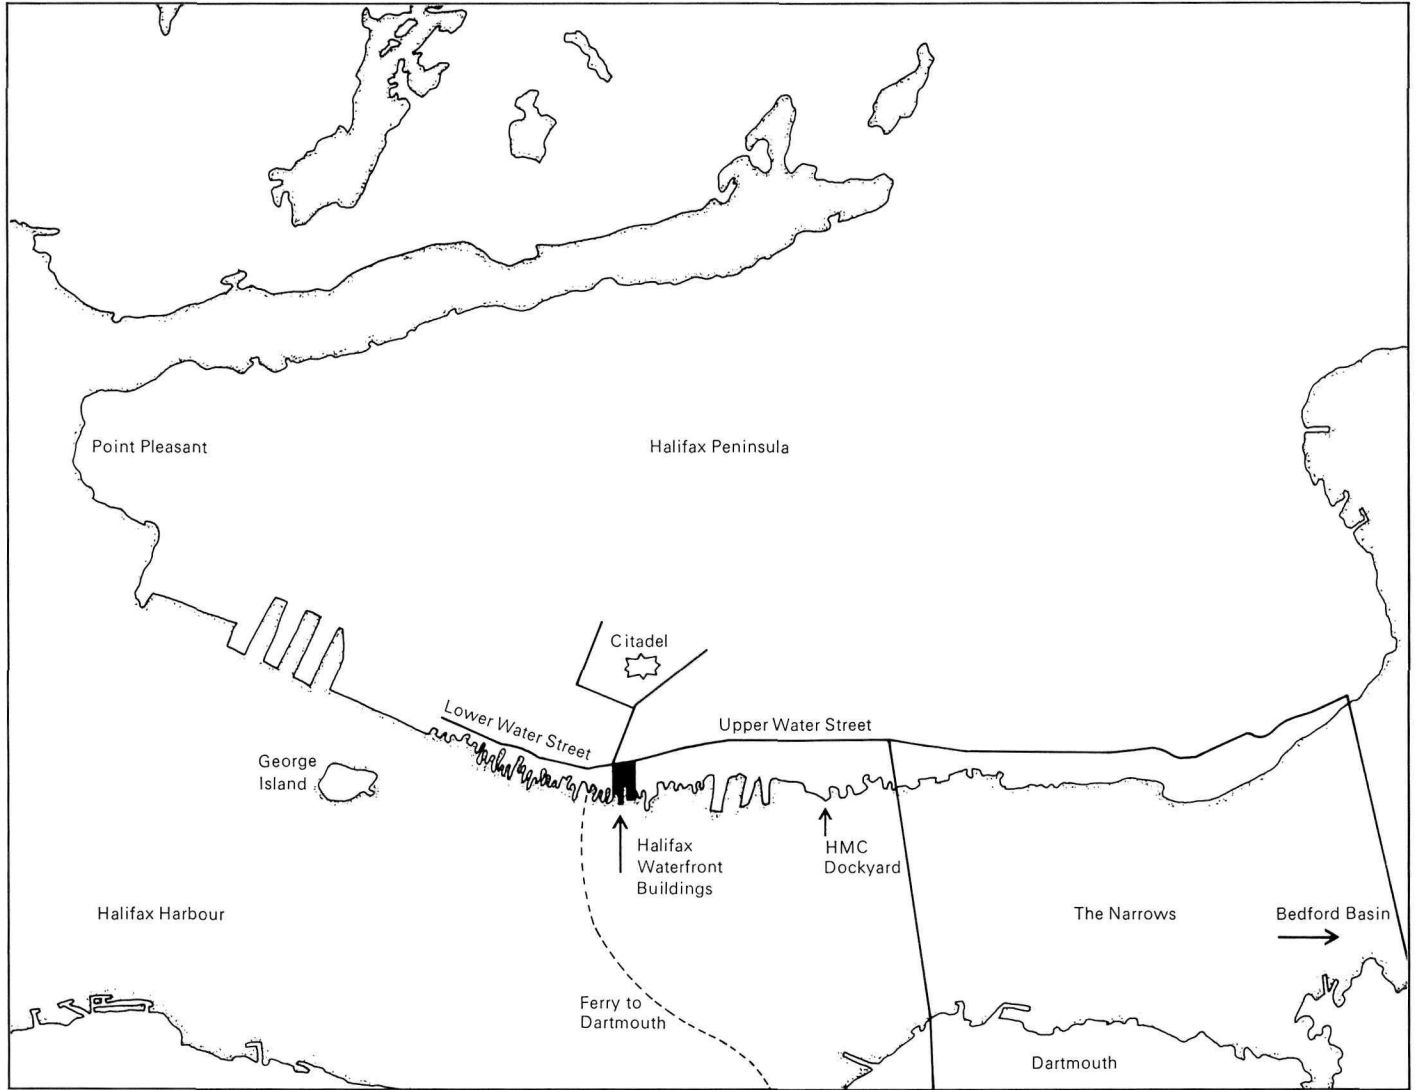 Point Pleasant
Halifax Peninsula
Citadel
Lower Water Street
Upper Water Street
George
Island
Halifax
Waterfront
Buildings
HMC
Dockyard
Halifax Harbour
The Narrows
Bedford Basin
Ferry to
Dartmouth
Dartmouth